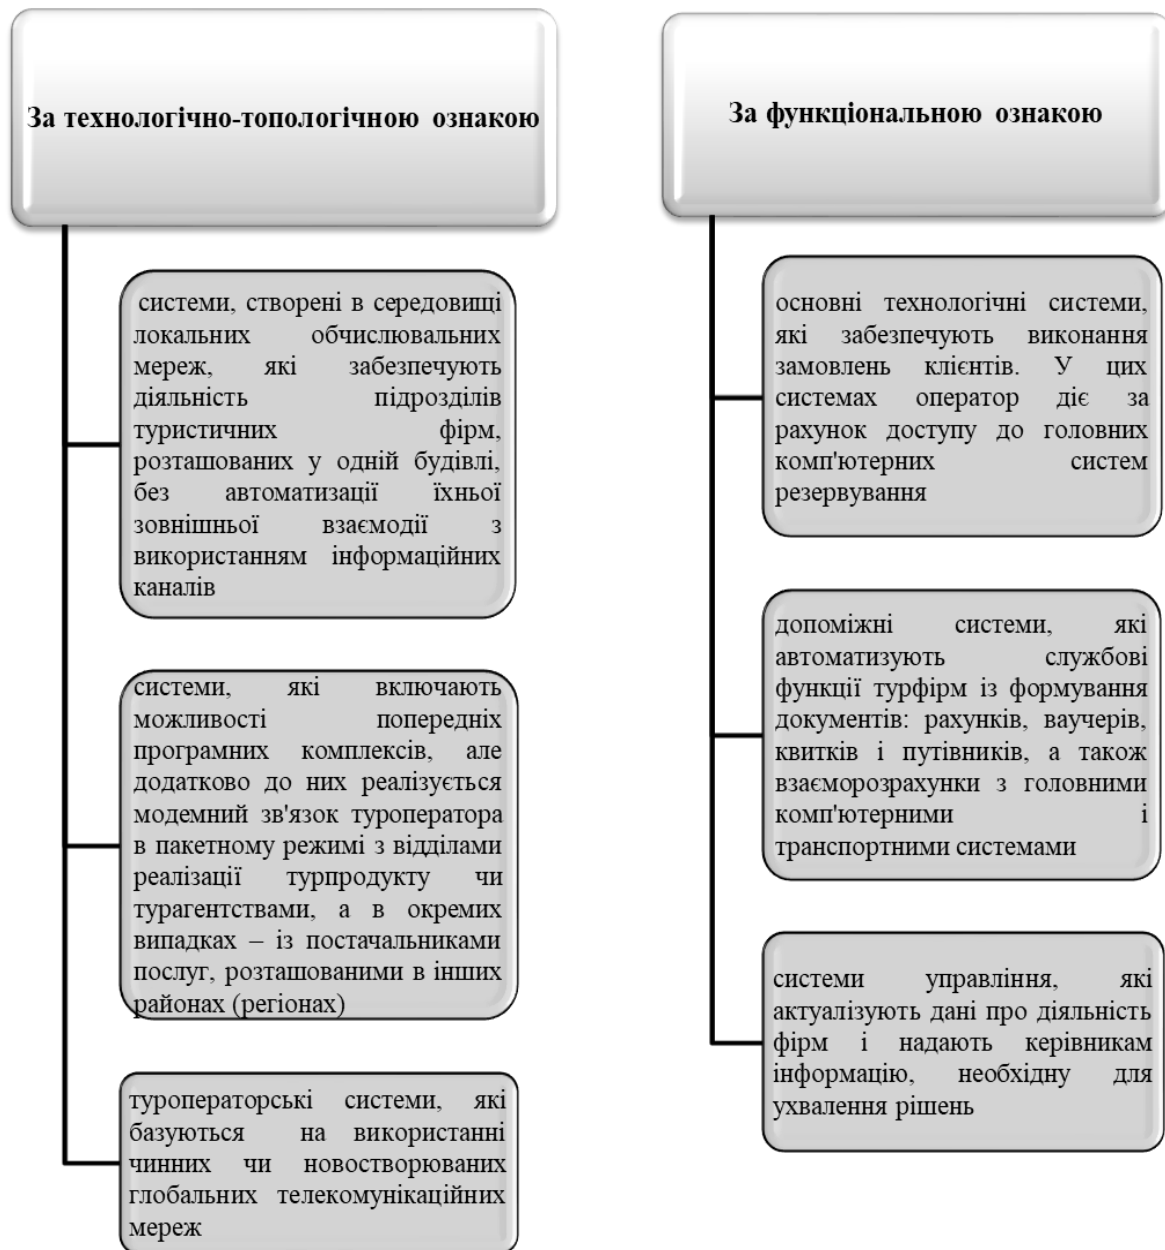 За технологічно-топологічною ознакою
системи, створені в середовищі
локальних обчислювальних
мереж, які забезпечують
діяльність підрозділів
туристичних фірм,
розташованих у одній будівлі,
без автоматизації їхньої
зовнішньої взаємодії з
використанням інформаційних
каналів
системи, які включають
можливості попередніх
програмних комплексів, але
додатково до них реалізується
модемний зв'язок туроператора
в пакетному режимі з відділами
реалізації турпродукту чи
турагентствами, а в окремих
випадках – із постачальниками
послуг, розташованими в інших
районах (регіонах)
туроператорські системи, які
базуються на використанні
чинних чи новостворюваних
глобальних телекомунікаційних
мереж
За функціональною ознакою
основні технологічні системи,
які забезпечують виконання
замовлень клієнтів. У цих
системах оператор діє за
рахунок доступу до головних
комп'ютерних систем
резервування
допоміжні системи, які
автоматизують службові
функції турфірм із формування
документів: рахунків, ваучерів,
квитків і путівників, а також
взаєморозрахунки з головними
комп'ютерними і
транспортними системами
системи управління, які
актуалізують дані про діяльність
фірм і надають керівникам
інформацію, необхідну для
ухвалення рішень